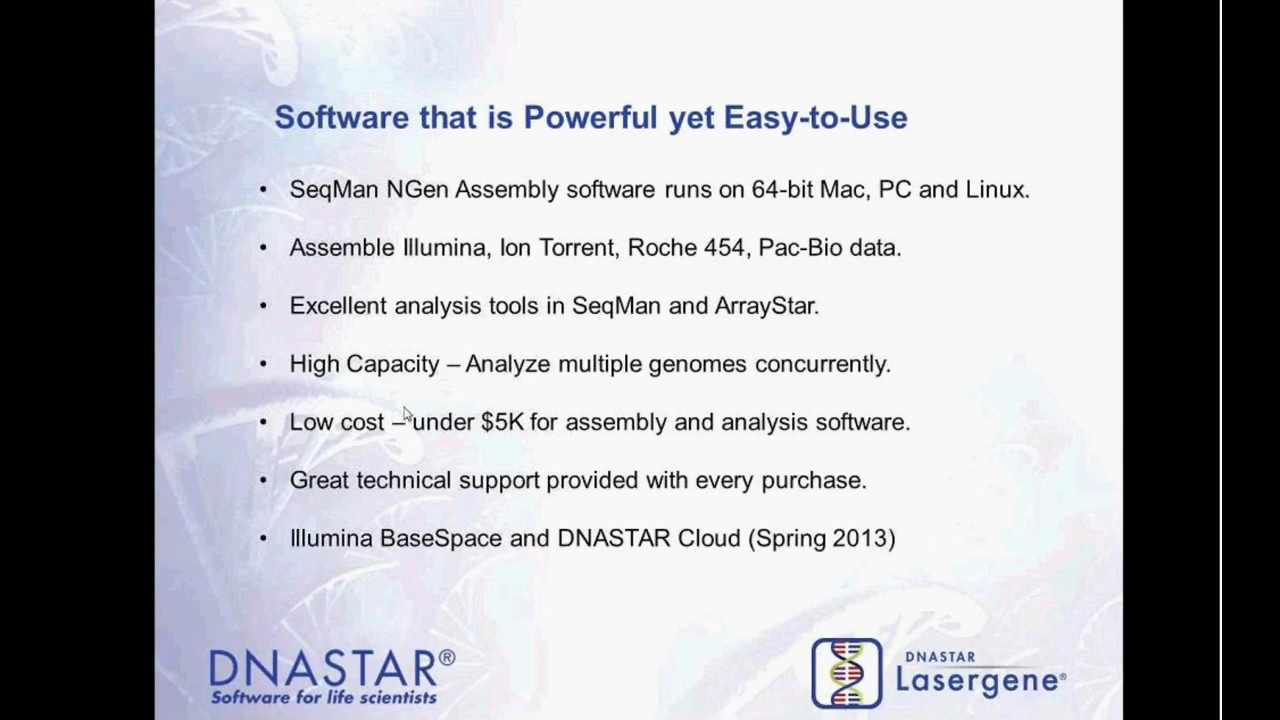 Software that is Powerful yet Easy-to-Use
• SeqMan NGen Assembly software runs on 64-bit Mac, PC and Linux.
• Assemble Illumina, Ion Torrent, Roche 454, Pac-Bio data.
• Excellent analysis tools in SeqMan and ArrayStar.
• High Capacity – Analyze multiple genomes concurrently.
• Low cost – under $5K for assembly and analysis software.
• Great technical support provided with every purchase.
• Illumina BaseSpace and DNASTAR Cloud (Spring 2013)
DNASTAR®
Software for life scientists
DNASTAR
Lasergene®